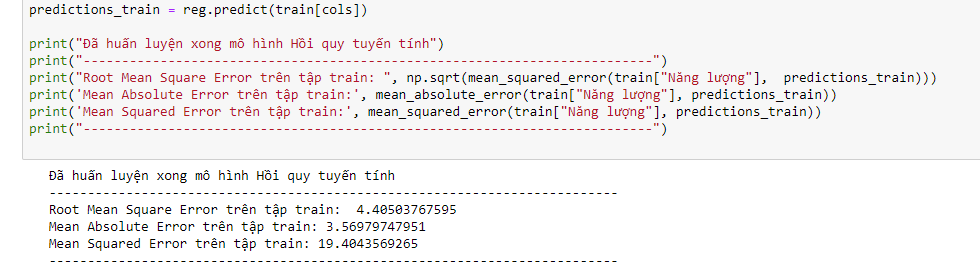 predictions_train = reg.predict(train[cols])
print("Đã huấn luyện xong mô hình Hồi quy tuyến tính")
print("--------------------------------------------------------------------------")
print("Root Mean Square Error trên tập train: ", np.sqrt(mean_squared_error(train["Năng lượng"],  predictions_train)))
print('Mean Absolute Error trên tập train:', mean_absolute_error(train["Năng lượng"], predictions_train))
print('Mean Squared Error trên tập train:', mean_squared_error(train["Năng lượng"], predictions_train))
print("--------------------------------------------------------------------------")
Đã huấn luyện xong mô hình Hồi quy tuyến tính
--------------------------------------------------------------------------
Root Mean Square Error trên tập train:  4.40503767595
Mean Absolute Error trên tập train: 3.56979747951
Mean Squared Error trên tập train: 19.4043569265
--------------------------------------------------------------------------